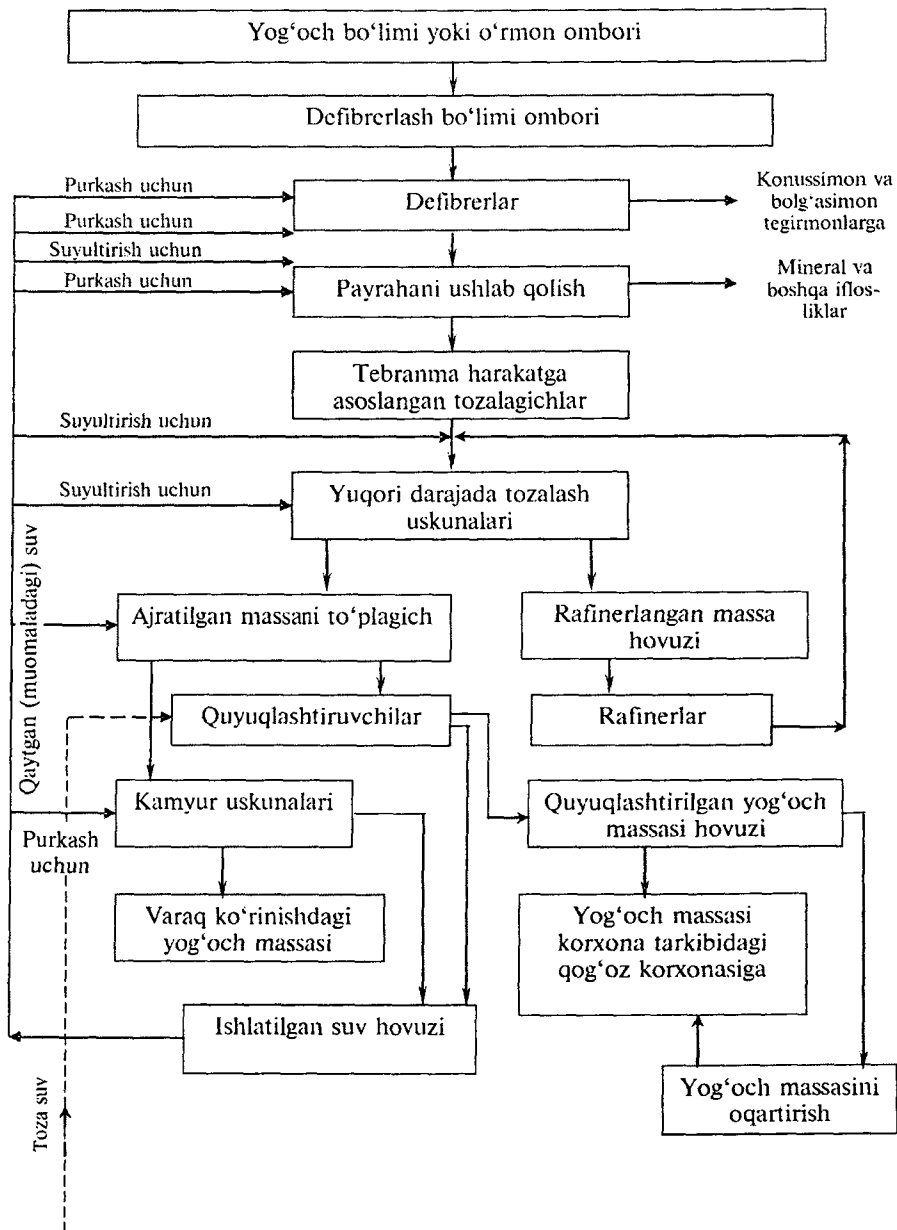 Yog‘och bo‘limi yoki o‘rmon ombori
Defibrerlash bo‘limi ombori
Purkash uchun
Defibrerlar
Konussimon va
bolg‘asimon
tegirmonlarga
Purkash uchun
Suyultirish uchun
Purkash uchun
Payrahani ushlab qolish
Mineral va
boshqa iflos-
liklar
Tebranma harakatga
asoslangan tozalagichlar
Suyultirish uchun
Suyultirish uchun
Yuqori darajada tozalash
uskunalari
Qaytgan (muomaladagi) suv
Ajratilgan massani to‘plagich
Rafinerlangan massa
hovuzi
Quyuqlashtiruvchilar
Rafinerlar
Kamyur uskunalari
Quyuqlashtirilgan yog‘och
massasi hovuzi
Purkash
uchun
Varaq ko‘rinishdagi
yog‘och massasi
Yog‘och massasi
korxona tarkibidagi
qog‘oz korxonasiga
Ishlatilgan suv hovuzi
Yog‘och massasini
oqartirish
Toza suv